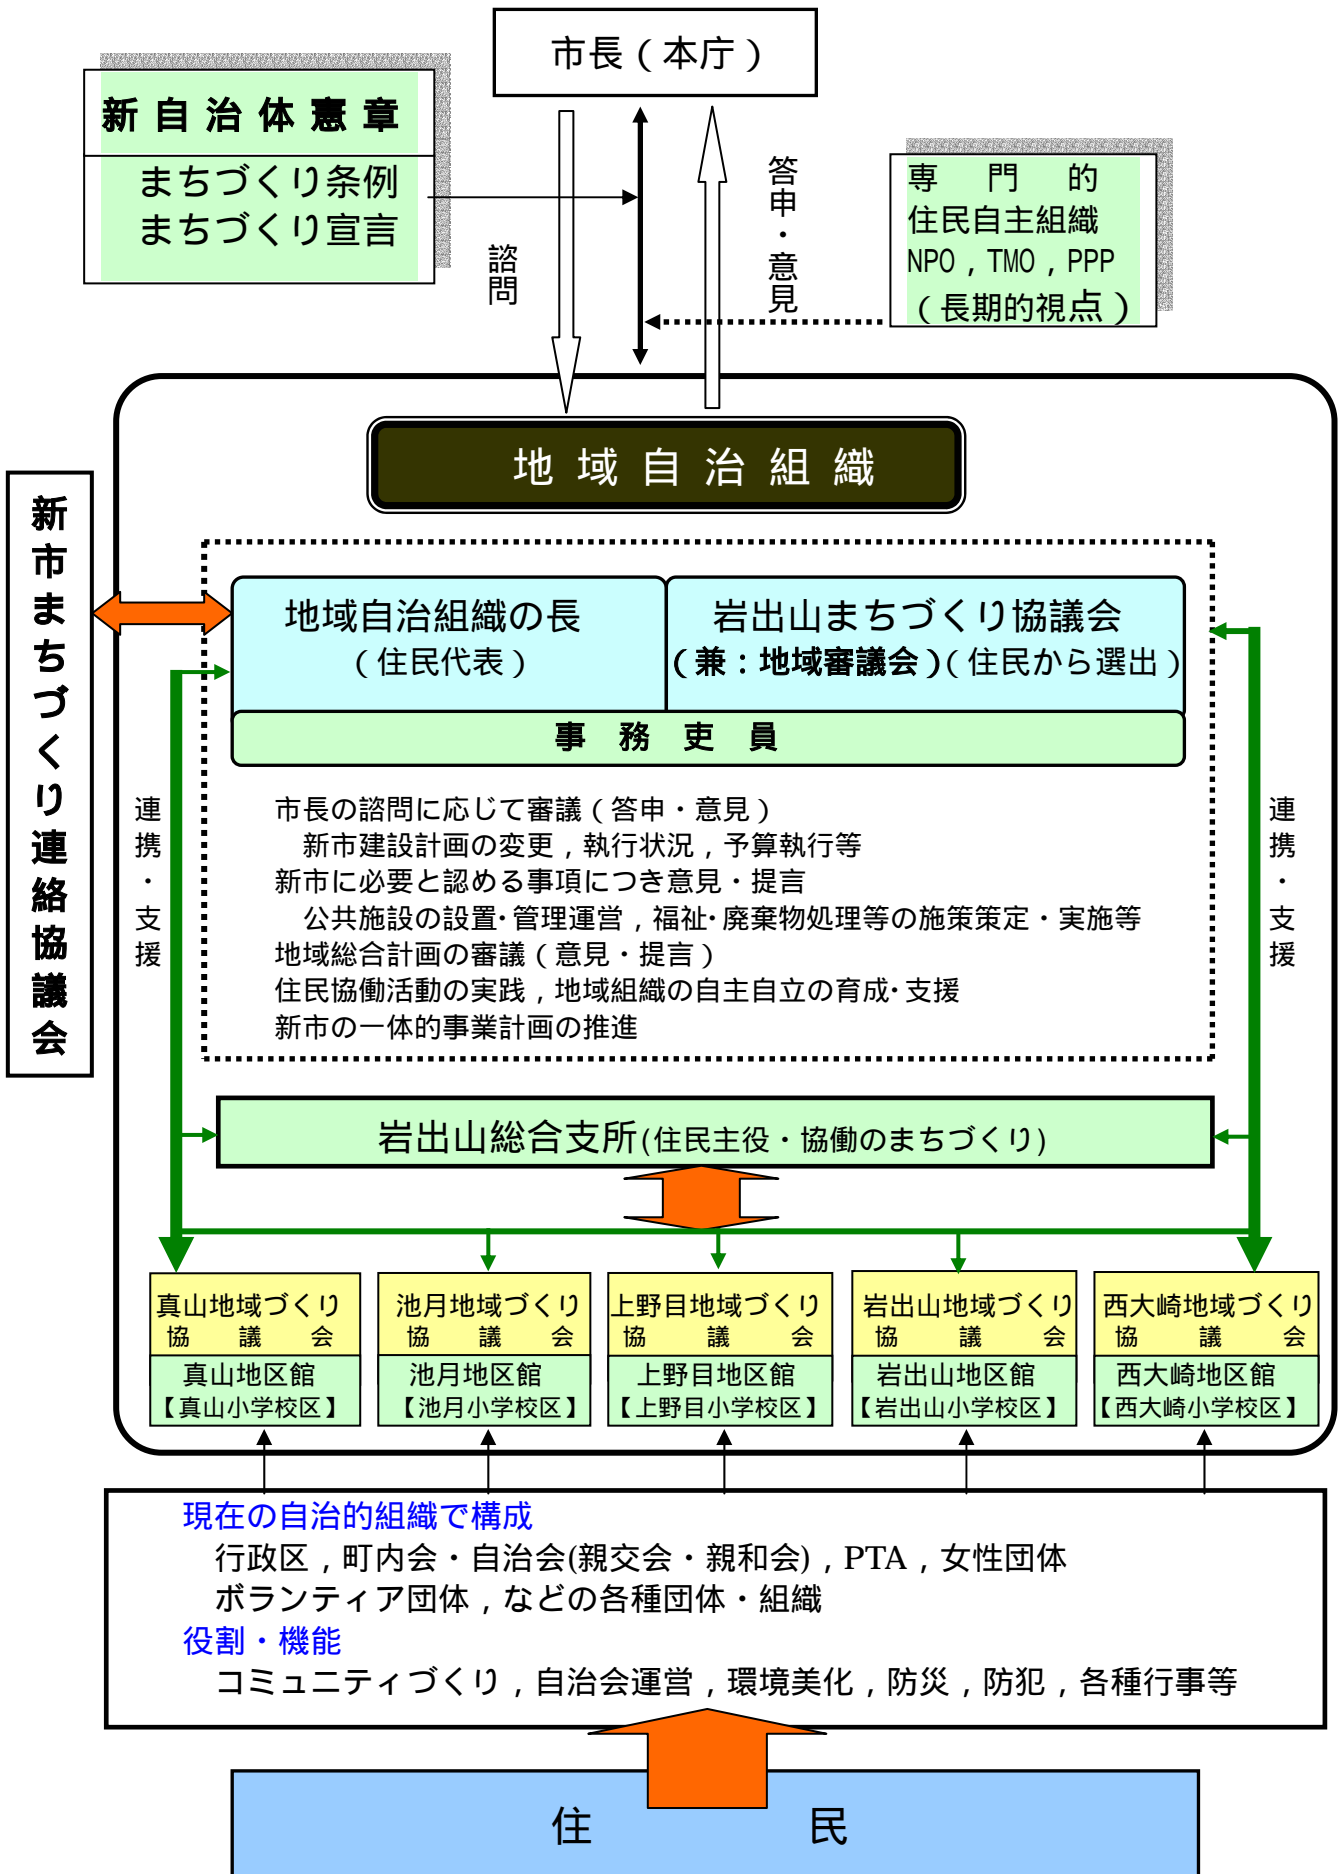 市長（本庁）
新自治体憲章
まちづくり条例
まちづくり宣言
諮問
答申・意見
専門的
住民自主組織
NPO，TMO，PPP
（長期的視点）
地域自治組織
新市まちづくり連絡協議会
地域自治組織の長
（住民代表）
岩出山まちづくり協議会
（兼：地域審議会）（住民から選出）
事務吏員
連携・支援
市長の諮問に応じて審議（答申・意見）
新市建設計画の変更，執行状況，予算執行等
新市に必要と認める事項につき意見・提言
公共施設の設置・管理運営，福祉・廃棄物処理等の施策策定・実施等
地域総合計画の審議（意見・提言）
住民協働活動の実践，地域組織の自主自立の育成・支援
新市の一体的事業計画の推進
連携・支援
岩出山総合支所(住民主役・協働のまちづくり)
真山地域づくり
協議会
真山地区館
【真山小学校区】
池月地域づくり
協議会
池月地区館
【池月小学校区】
上野目地域づくり
協議会
上野目地区館
【上野目小学校区】
岩出山地域づくり
協議会
岩出山地区館
【岩出山小学校区】
西大崎地域づくり
協議会
西大崎地区館
【西大崎小学校区】
現在の自治的組織で構成
行政区，町内会・自治会(親交会・親和会)，PTA，女性団体
ボランティア団体，などの各種団体・組織
役割・機能
コミュニティづくり，自治会運営，環境美化，防災，防犯，各種行事等
住民